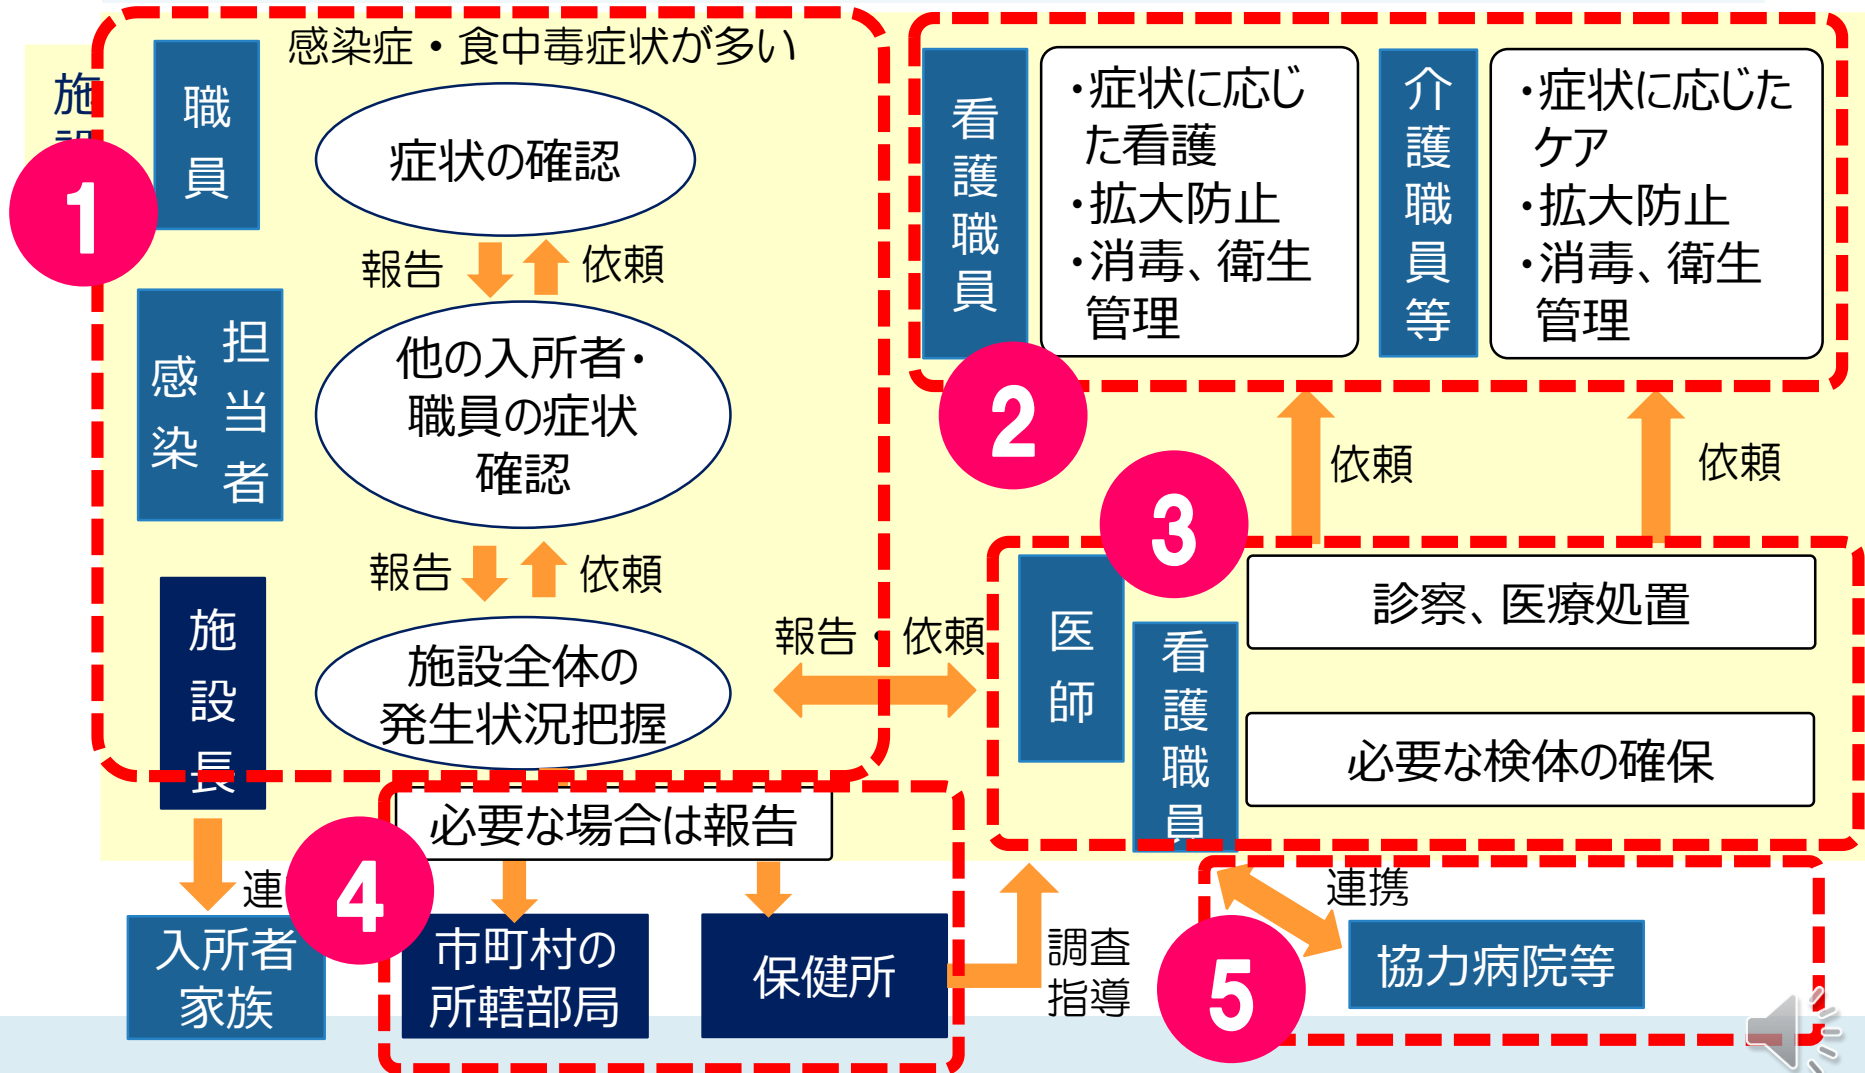 感染症・食中毒症状が多い
施
職員
1
症状の確認
報告
依頼
感染
担当者
他の入所者・
職員の症状
確認
報告
依頼
施設長
施設全体の
発生状況把握
報告・依頼
看護職員
・症状に応じ
た看護
・拡大防止
・消毒、衛生
管理
介護職員等
・症状に応じた
ケア
・拡大防止
・消毒、衛生
管理
2
依頼
依頼
3
医師
看護職員
診察、医療処置
必要な検体の確保
必要な場合は報告
4
連
入所者
家族
市町村の
所轄部局
保健所
調査
指導
連携
5
協力病院等